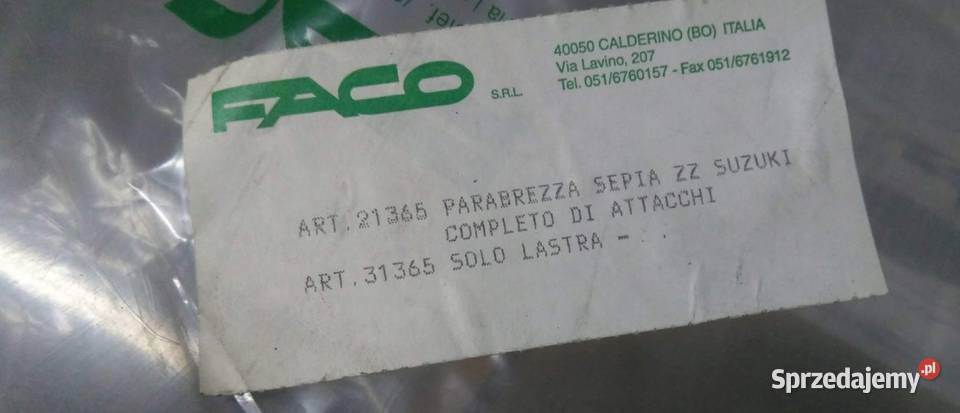 FACO S.R.L.
40050 CALDERINO (BO) ITALIA
Via Lavino, 207
Tel. 051/6760157 - Fax 051/6761912
ART.21365 PARABREZZA SEPIA ZZ SUZUKI
COMPLETO DI ATTACCHI
ART.31365 SOLO LASTRA -
Sprzedajemy.pl